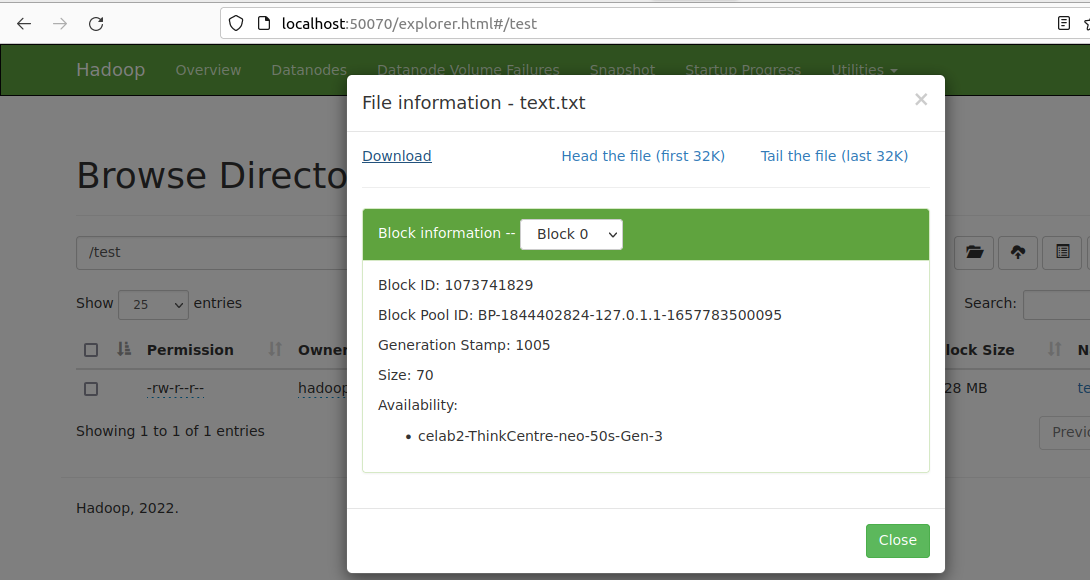 localhost:50070/explorer.html#/test
Hadoop Overview Datanodes Datanode Volume Failures Snapshot Startup Progress Utilities
File information - text.txt ×
Download Head the file (first 32K) Tail the file (last 32K)
Browse Directo
Block information -- Block 0
/test
Block ID: 1073741829
Show 25 entries Search:
Block Pool ID: BP-1844402824-127.0.1.1-1657783500095
Generation Stamp: 1005
Permission Owner lock Size N
Size: 70
-rw-r--r-- hadoop 28 MB te
Availability:
Showing 1 to 1 of 1 entries Previ
• celab2-ThinkCentre-neo-50s-Gen-3
Hadoop, 2022.
Close